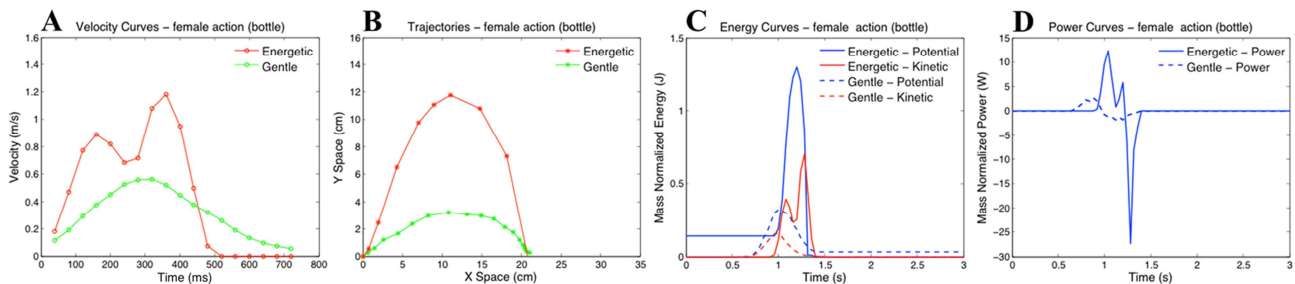 A
Velocity Curves – female action (bottle)
1.6
1.4
1.2
1
0.8
0.6
0.4
0.2
0
Velocity (m/s)
Energetic
Gentle
0 100 200 300 400 500 600 700 800
Time (ms)
B
Trajectories – female action (bottle)
16
14
12
10
8
6
4
2
0
Y Space (cm)
Energetic
Gentle
0 5 10 15 20 25 30 35
X Space (cm)
C
Energy Curves – female action (bottle)
1.5
1
0.5
0
Mass Normalized Energy (J)
Energetic – Potential
Energetic – Kinetic
Gentle – Potential
Gentle – Kinetic
0 0.5 1 1.5 2 2.5 3
Time (s)
D
Power Curves – female action (bottle)
15
10
5
0
−5
−10
−15
−20
−25
−30
Mass Normalized Power (W)
Energetic – Power
Gentle – Power
0 0.5 1 1.5 2 2.5 3
Time (s)